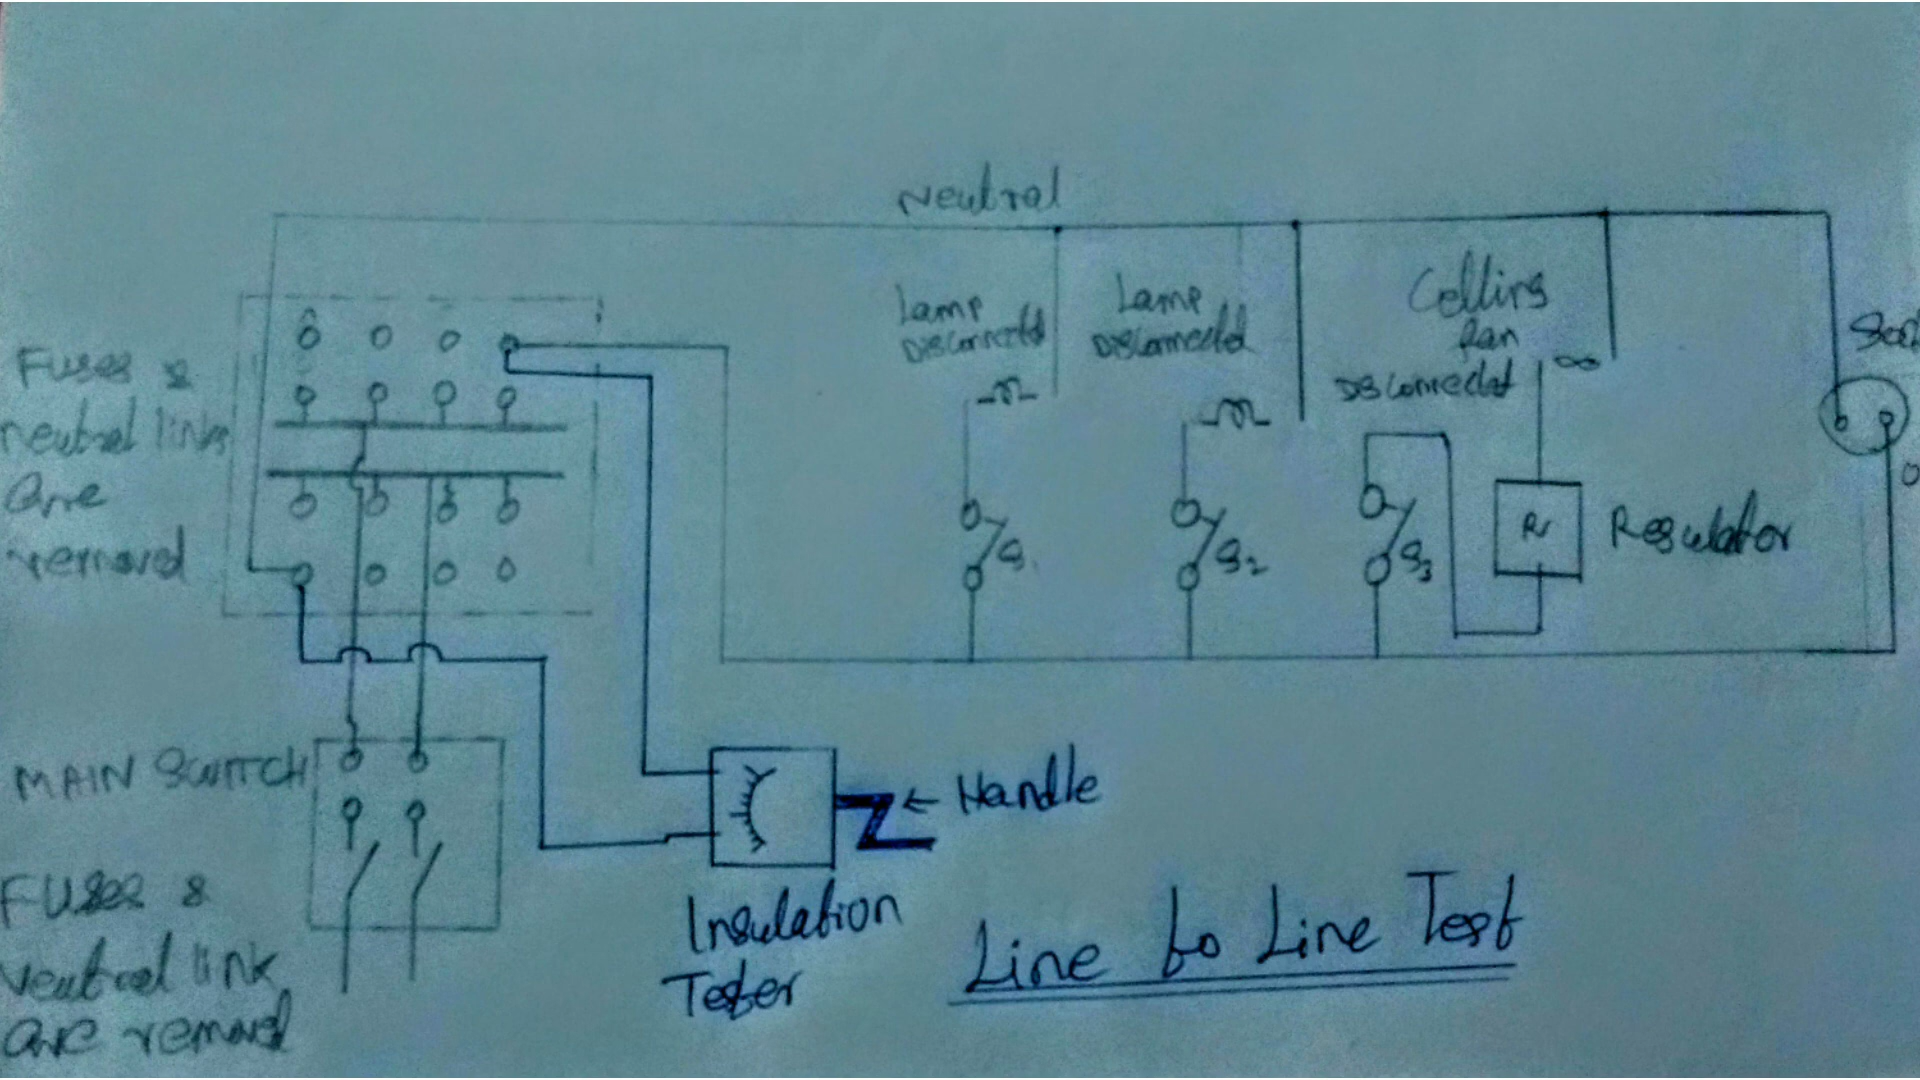 Neutral
Lamp
Disconnected
Lamp
Disconnected
Celling
fan
Disconnected
Fuses &
neutral links
are
removed
S1
S2
S3
R
Regulator
MAIN SWITCH
Handle
FUSES &
Neutral link
are removed
Insulation
Tester
Line to Line Test